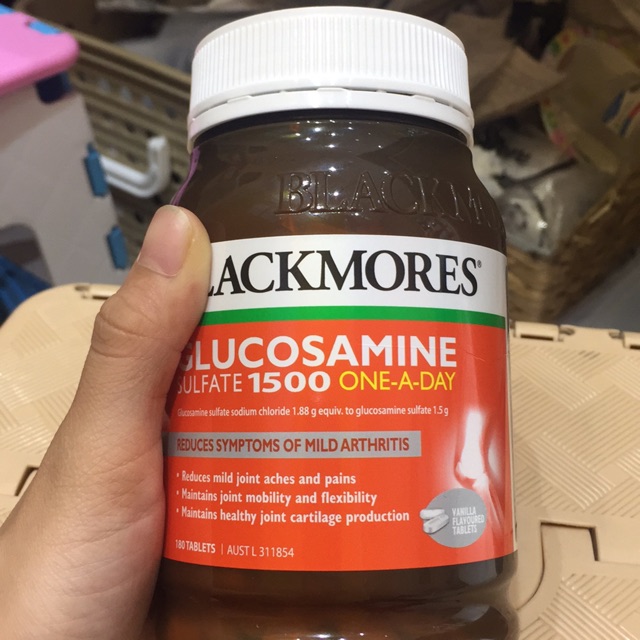 BLACKM
LACKMORES®
GLUCOSAMINE
SULFATE 1500 ONE-A-DAY
Glucosamine sulfate sodium chloride 1.88 g equiv. to glucosamine sulfate 1.5 g
REDUCES SYMPTOMS OF MILD ARTHRITIS
• Reduces mild joint aches and pains
• Maintains joint mobility and flexibility
• Maintains healthy joint cartilage production
VANILLA
FLAVOURED
TABLETS
180 TABLETS | AUST L 311854